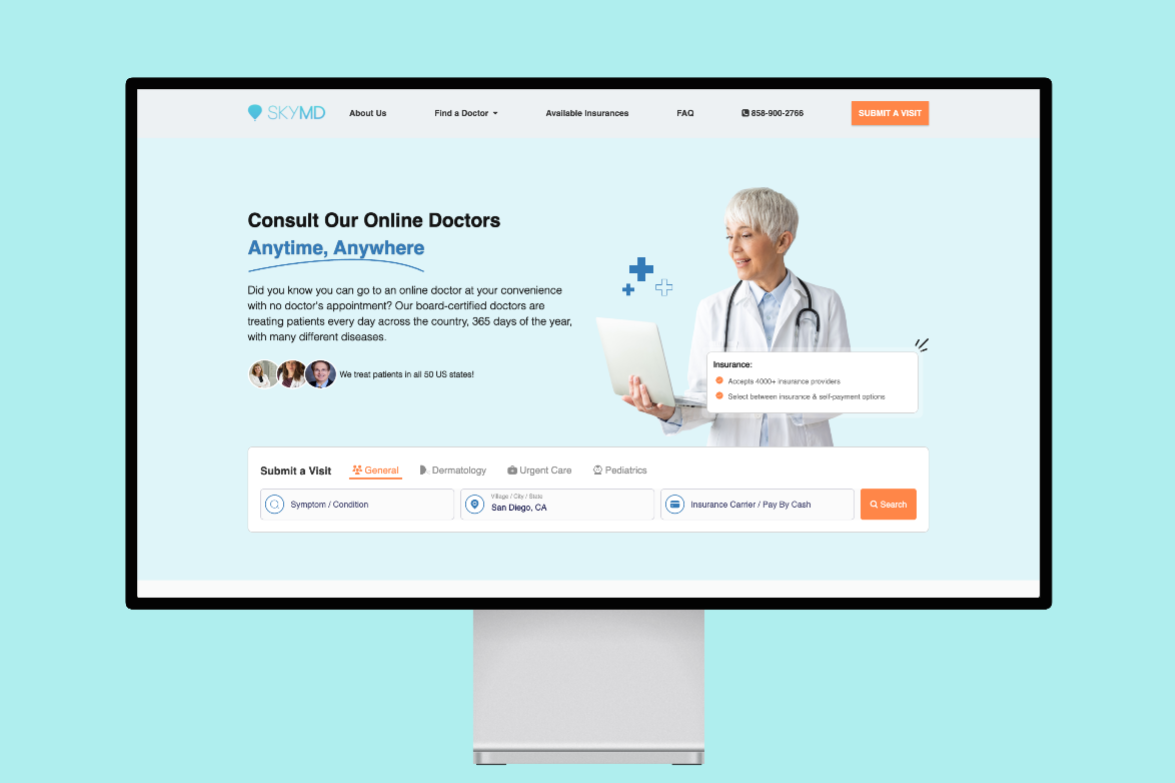 SKYMD
About Us
Find a Doctor
Available Insurances
FAQ
858-900-2766
SUBMIT A VISIT
Consult Our Online Doctors
Anytime, Anywhere
Did you know you can go to an online doctor at your convenience
with no doctor's appointment? Our board-certified doctors are
treating patients every day across the country, 365 days of the year,
with many different diseases.
We treat patients in all 50 US states!
Insurance:
Accepts 4000+ insurance providers
Select between insurance & self-payment options
Submit a Visit
General
Dermatology
Urgent Care
Pediatrics
Symptom / Condition
Village / City / State
San Diego, CA
Insurance Carrier / Pay By Cash
Search